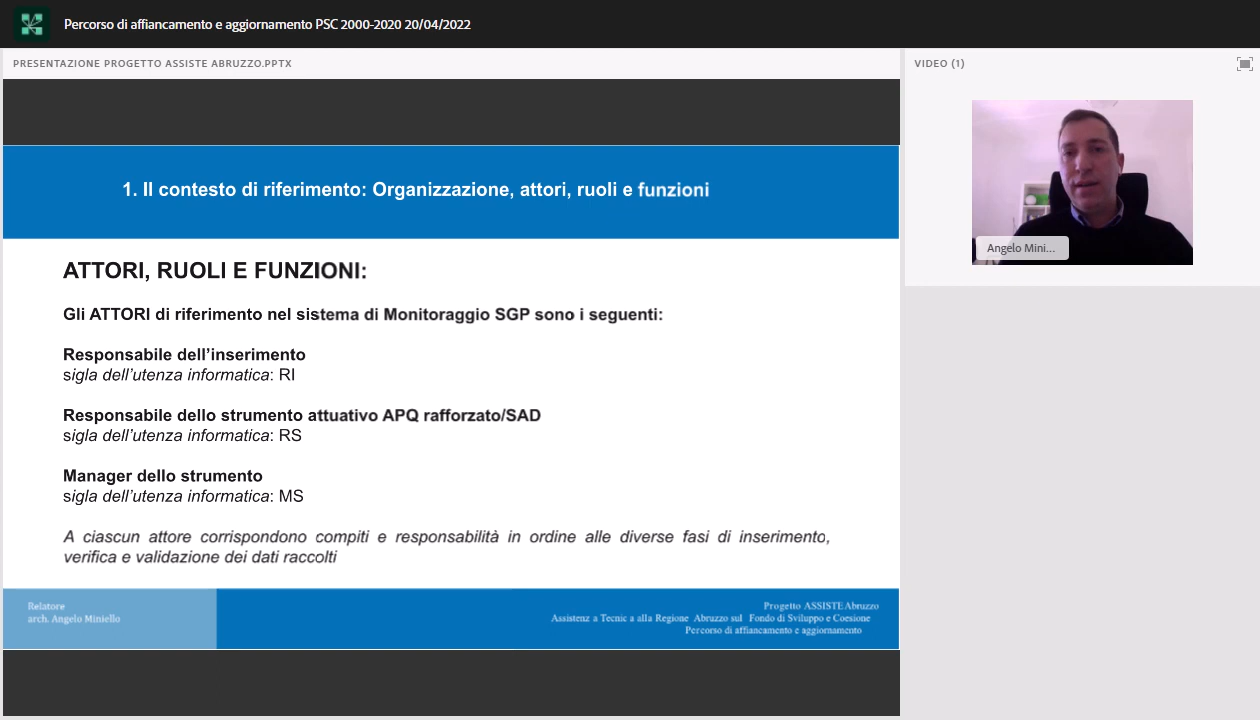 Percorso di affiancamento e aggiornamento PSC 2000-2020 20/04/2022
PRESENTAZIONE PROGETTO ASSISTE ABRUZZO.PPTX
VIDEO (1)
1. Il contesto di riferimento: Organizzazione, attori, ruoli e funzioni
ATTORI, RUOLI E FUNZIONI:
Gli ATTORI di riferimento nel sistema di Monitoraggio SGP sono i seguenti:
Responsabile dell'inserimento
sigla dell'utenza informatica: RI
Responsabile dello strumento attuativo APQ rafforzato/SAD
sigla dell'utenza informatica: RS
Manager dello strumento
sigla dell'utenza informatica: MS
A ciascun attore corrispondono compiti e responsabilità in ordine alle diverse fasi di inserimento,
verifica e validazione dei dati raccolti
Relatore
arch. Angelo Miniello
Progetto ASSISTE Abruzzo
Assistenz a Tecnic a alla Regione Abruzzo sul Fondo di Sviluppo e Coesione
Percorso di affiancamento e aggiornamento
Angelo Mini...